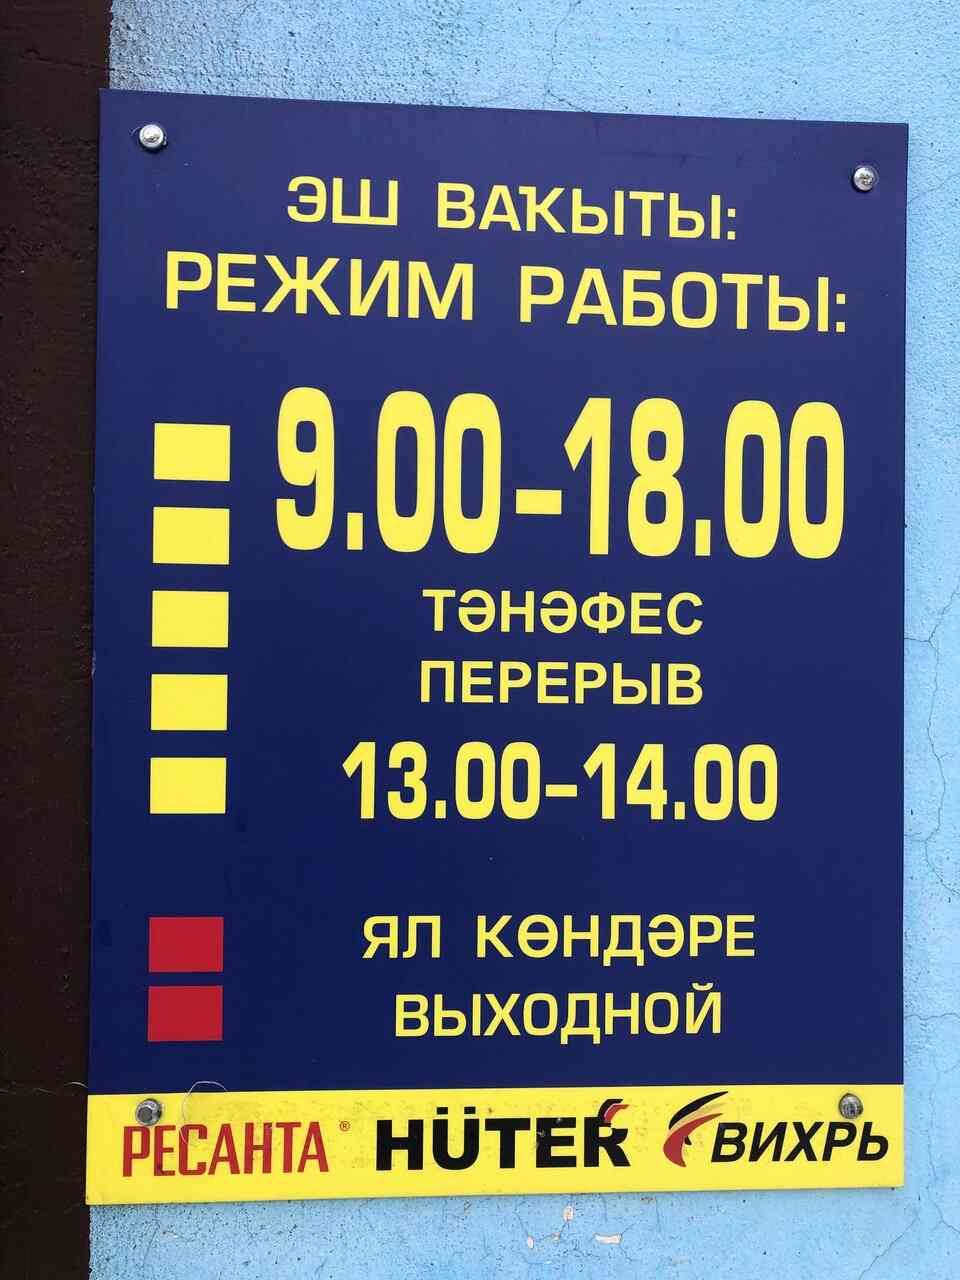 ЭШ ВАҠЫТЫ:
РЕЖИМ РАБОТЫ:
9.00-18.00
ТӘНӘФЕС
ПЕРЕРЫВ
13.00-14.00
ЯЛ КӨНДӘРЕ
ВЫХОДНОЙ
РЕСАНТА® HÜTER ВИХРЬ